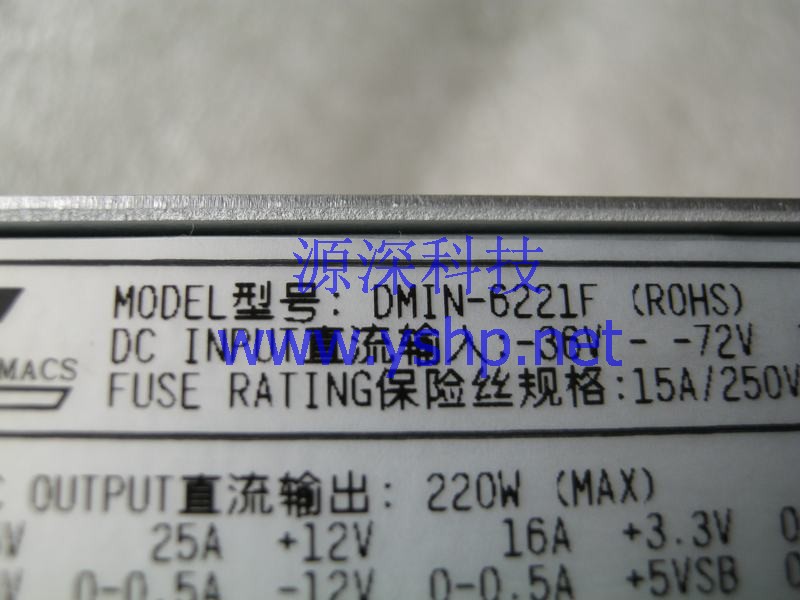 源深科技
MODEL型号: DMIN-6221F (ROHS)
www.yshp.net
DC INPUT直流输入:-36V - -72V
MACS
FUSE RATING保险丝规格:15A/250V
OUTPUT直流输出: 220W (MAX)
25A +12V 16A +3.3V
0-0.5A -12V 0-0.5A +5VSB